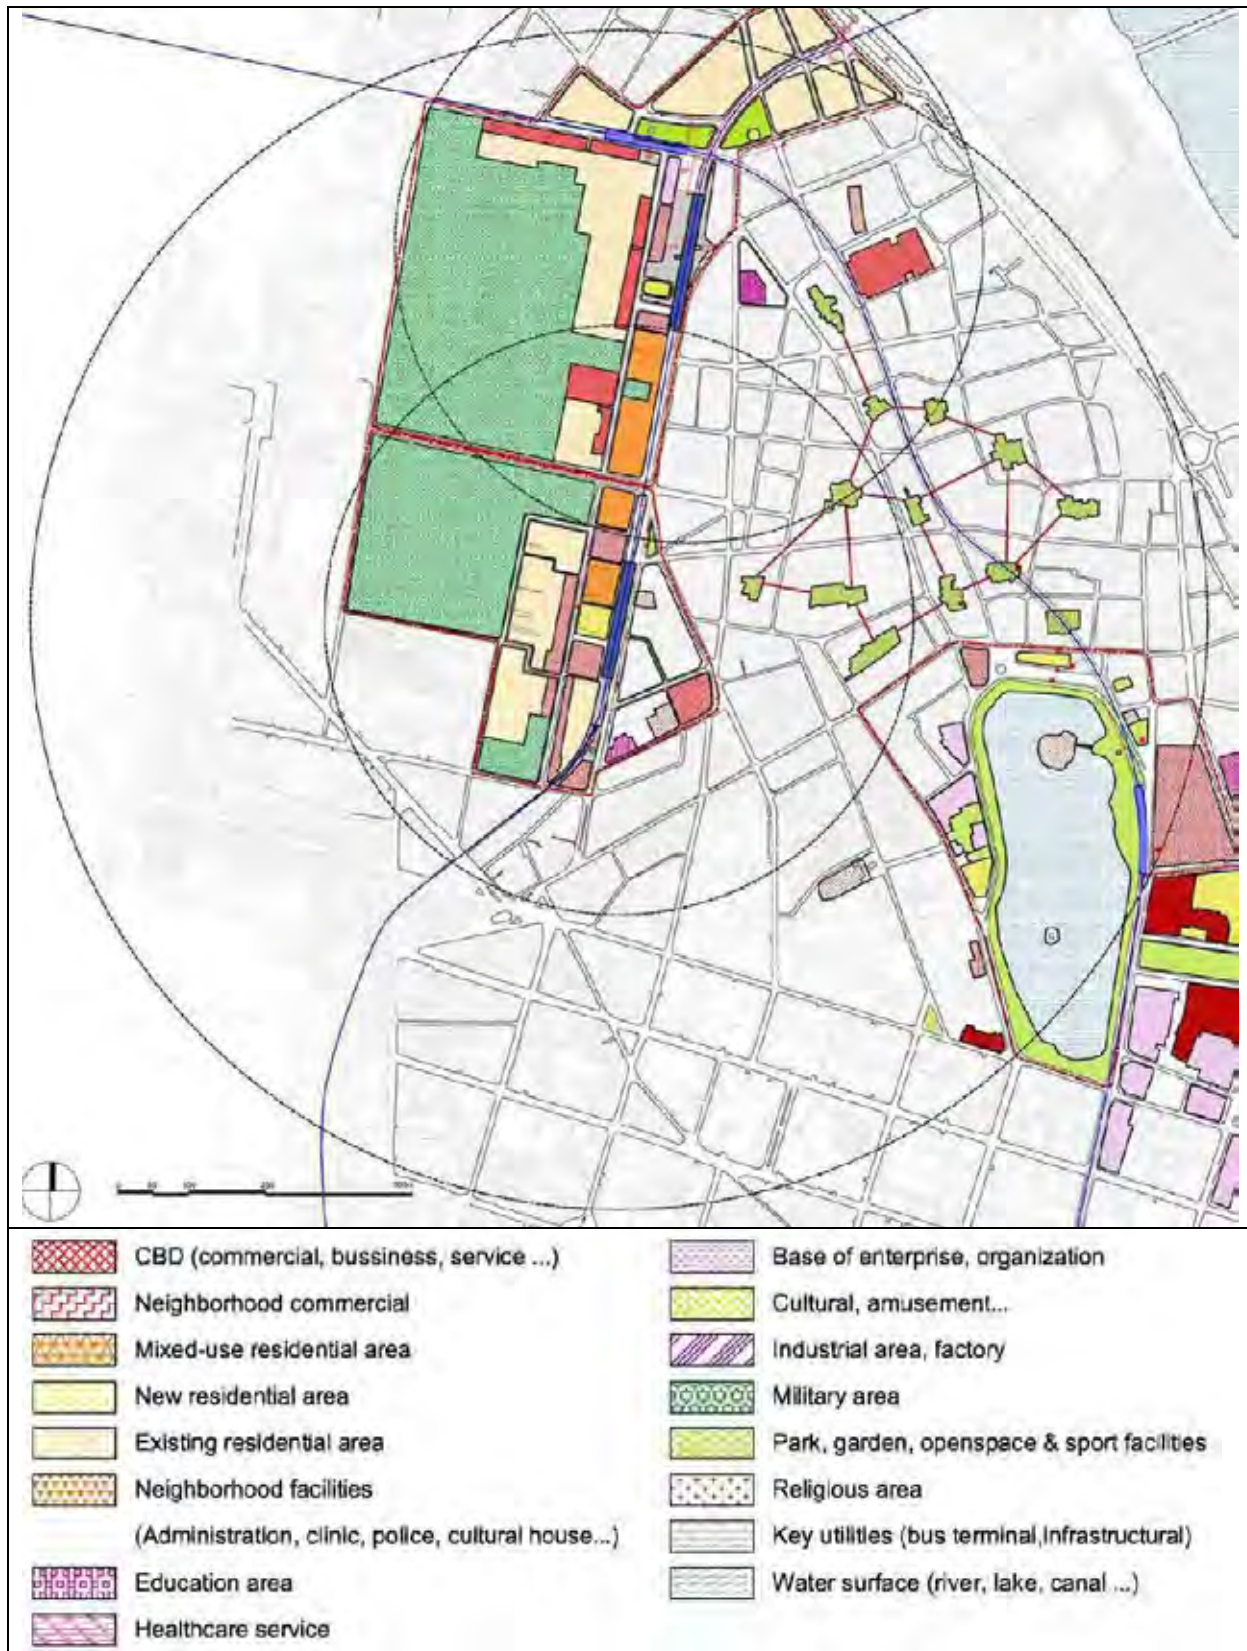 CBD (commercial, bussiness, service ...)
Neighborhood commercial
Mixed-use residential area
New residential area
Existing residential area
Neighborhood facilities
(Administration, clinic, police, cultural house...)
Education area
Healthcare service
Base of enterprise, organization
Cultural, amusement...
Industrial area, factory
Military area
Park, garden, openspace & sport facilities
Religious area
Key utilities (bus terminal,infrastructural)
Water surface (river, lake, canal ...)